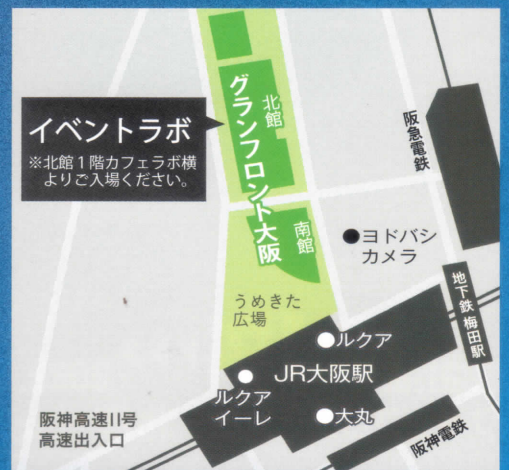 グランフロント大阪
北館
イベントラボ
※北館1階カフェラボ横
よりご入場ください。
阪急電鉄
南館
●ヨドバシ
カメラ
うめきた
広場
地下鉄 梅田駅
●ルクア
JR大阪駅
●
ルクア
イーレ
●大丸
阪神高速11号
高速出入口
阪神電鉄